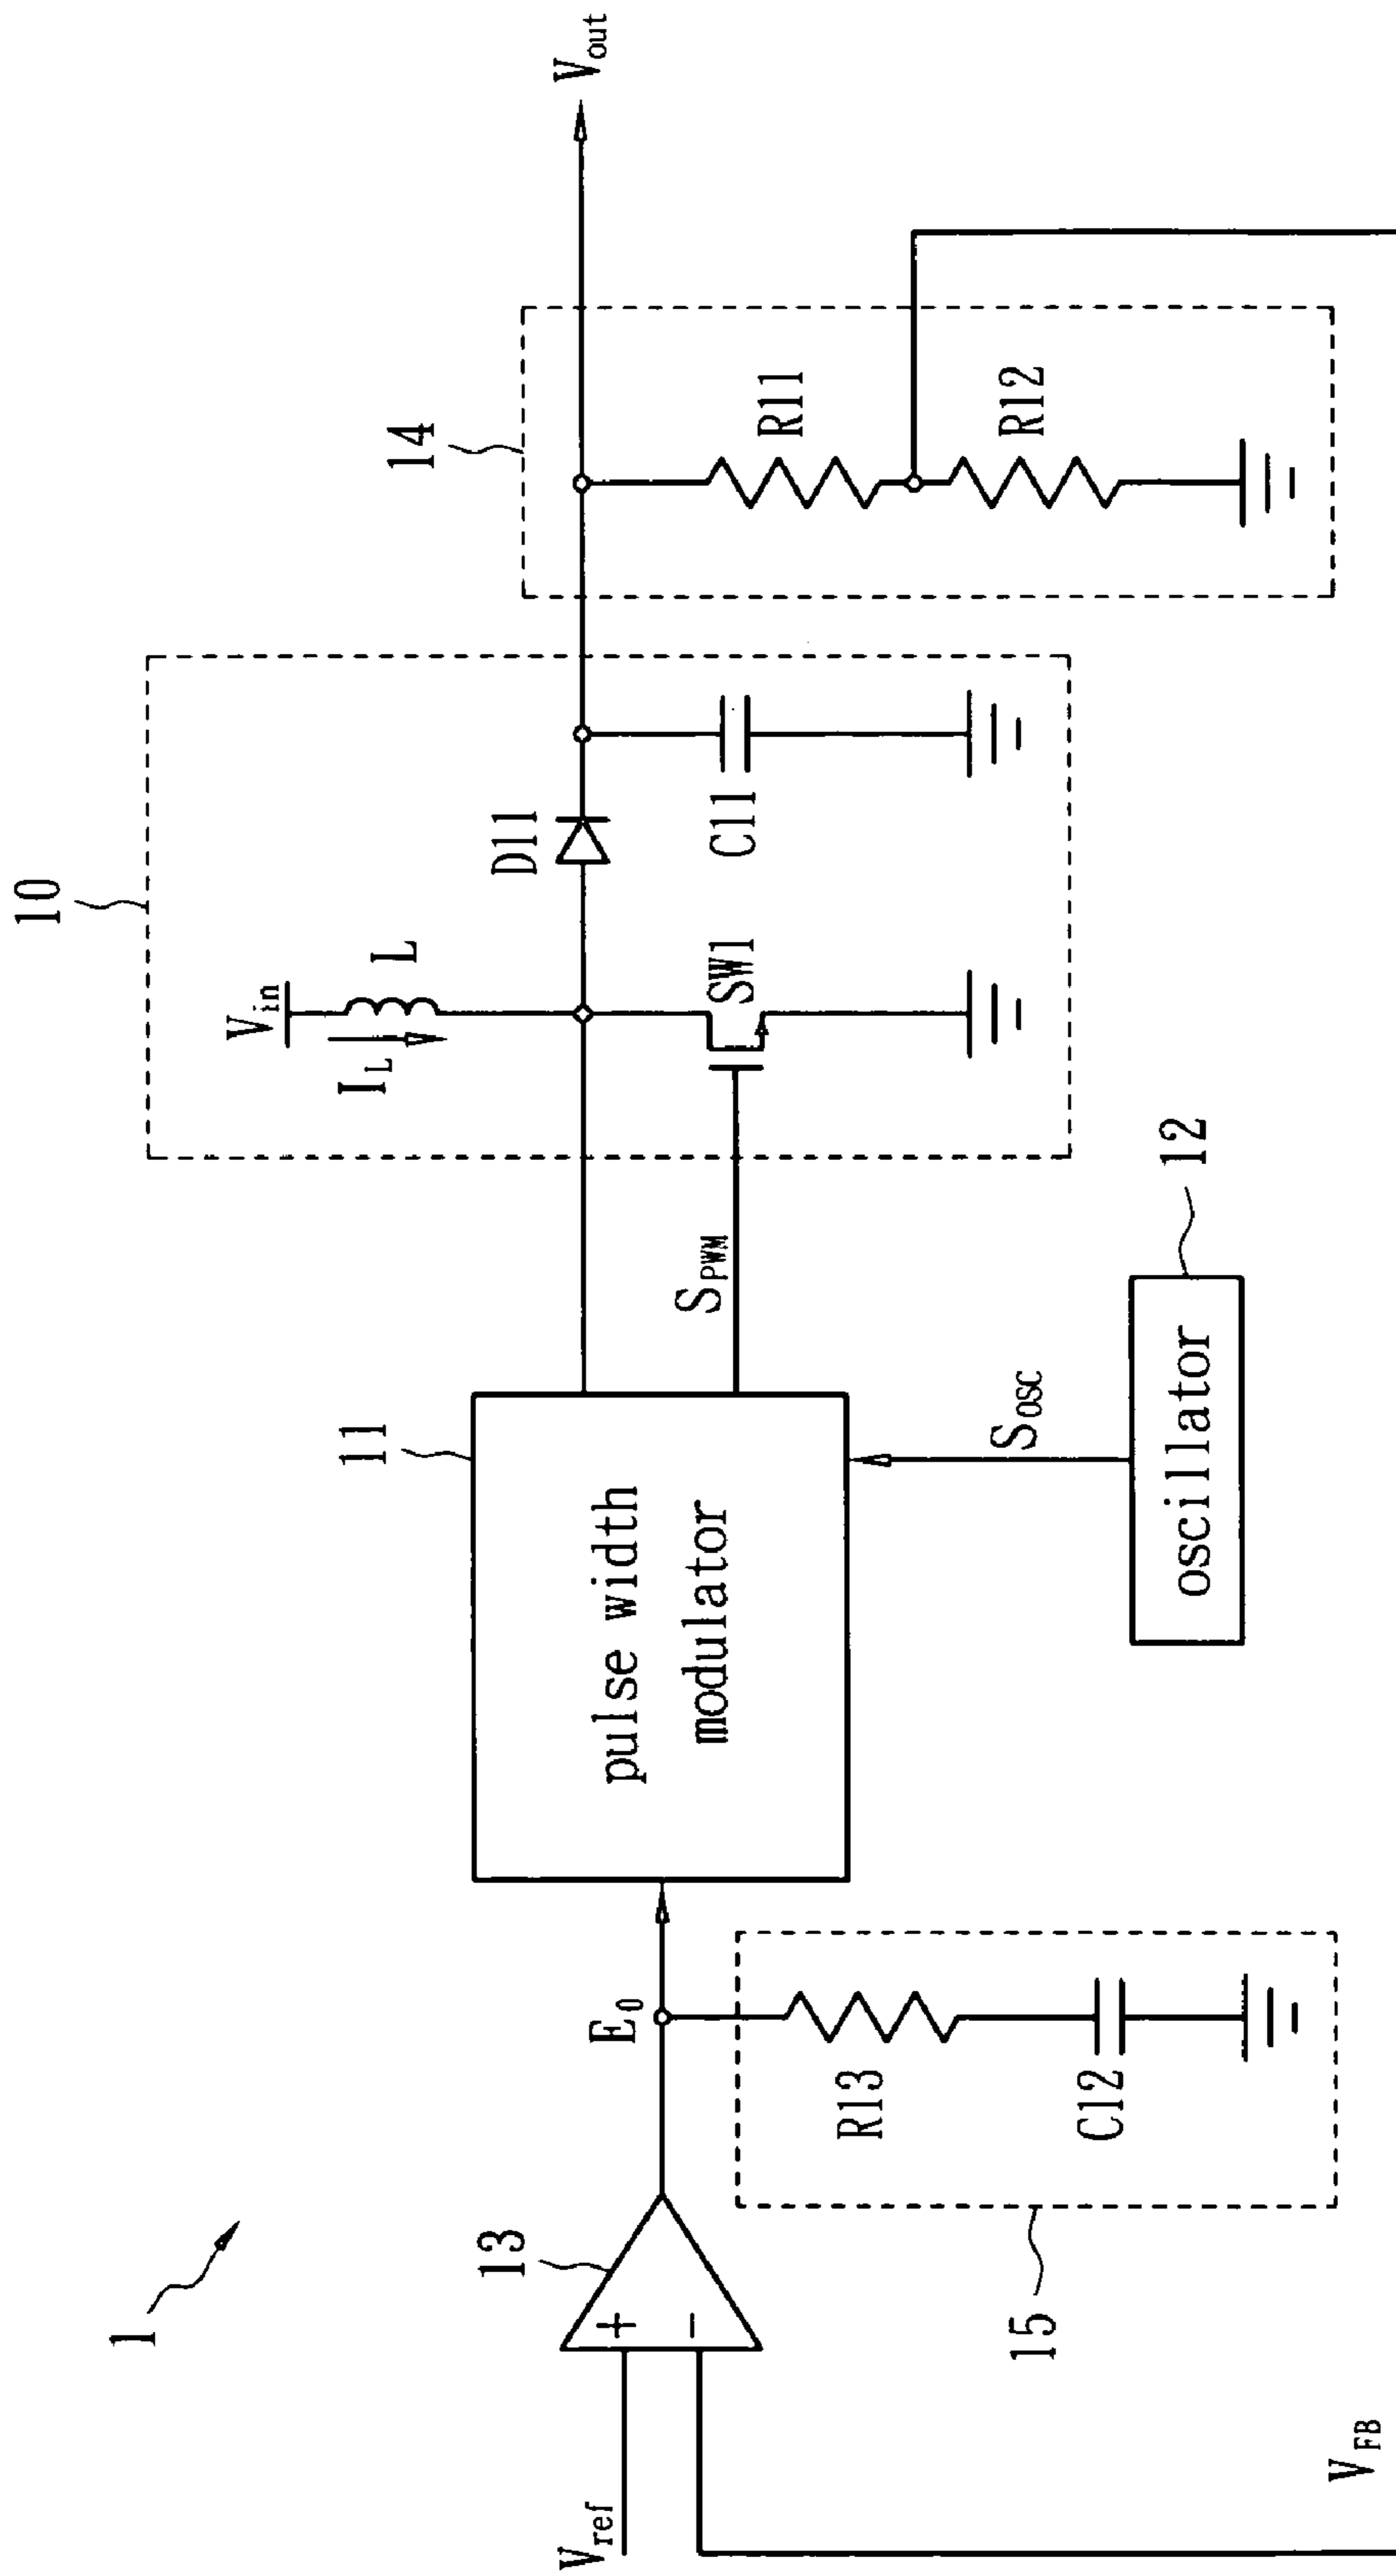 1
10
V_in
I_L
L
D11
SW1
C11
V_out
14
R11
R12
11
pulse width
modulator
S_PWM
S_OSC
oscillator
12
13
+
-
V_ref
E_0
R13
C12
15
V_FB